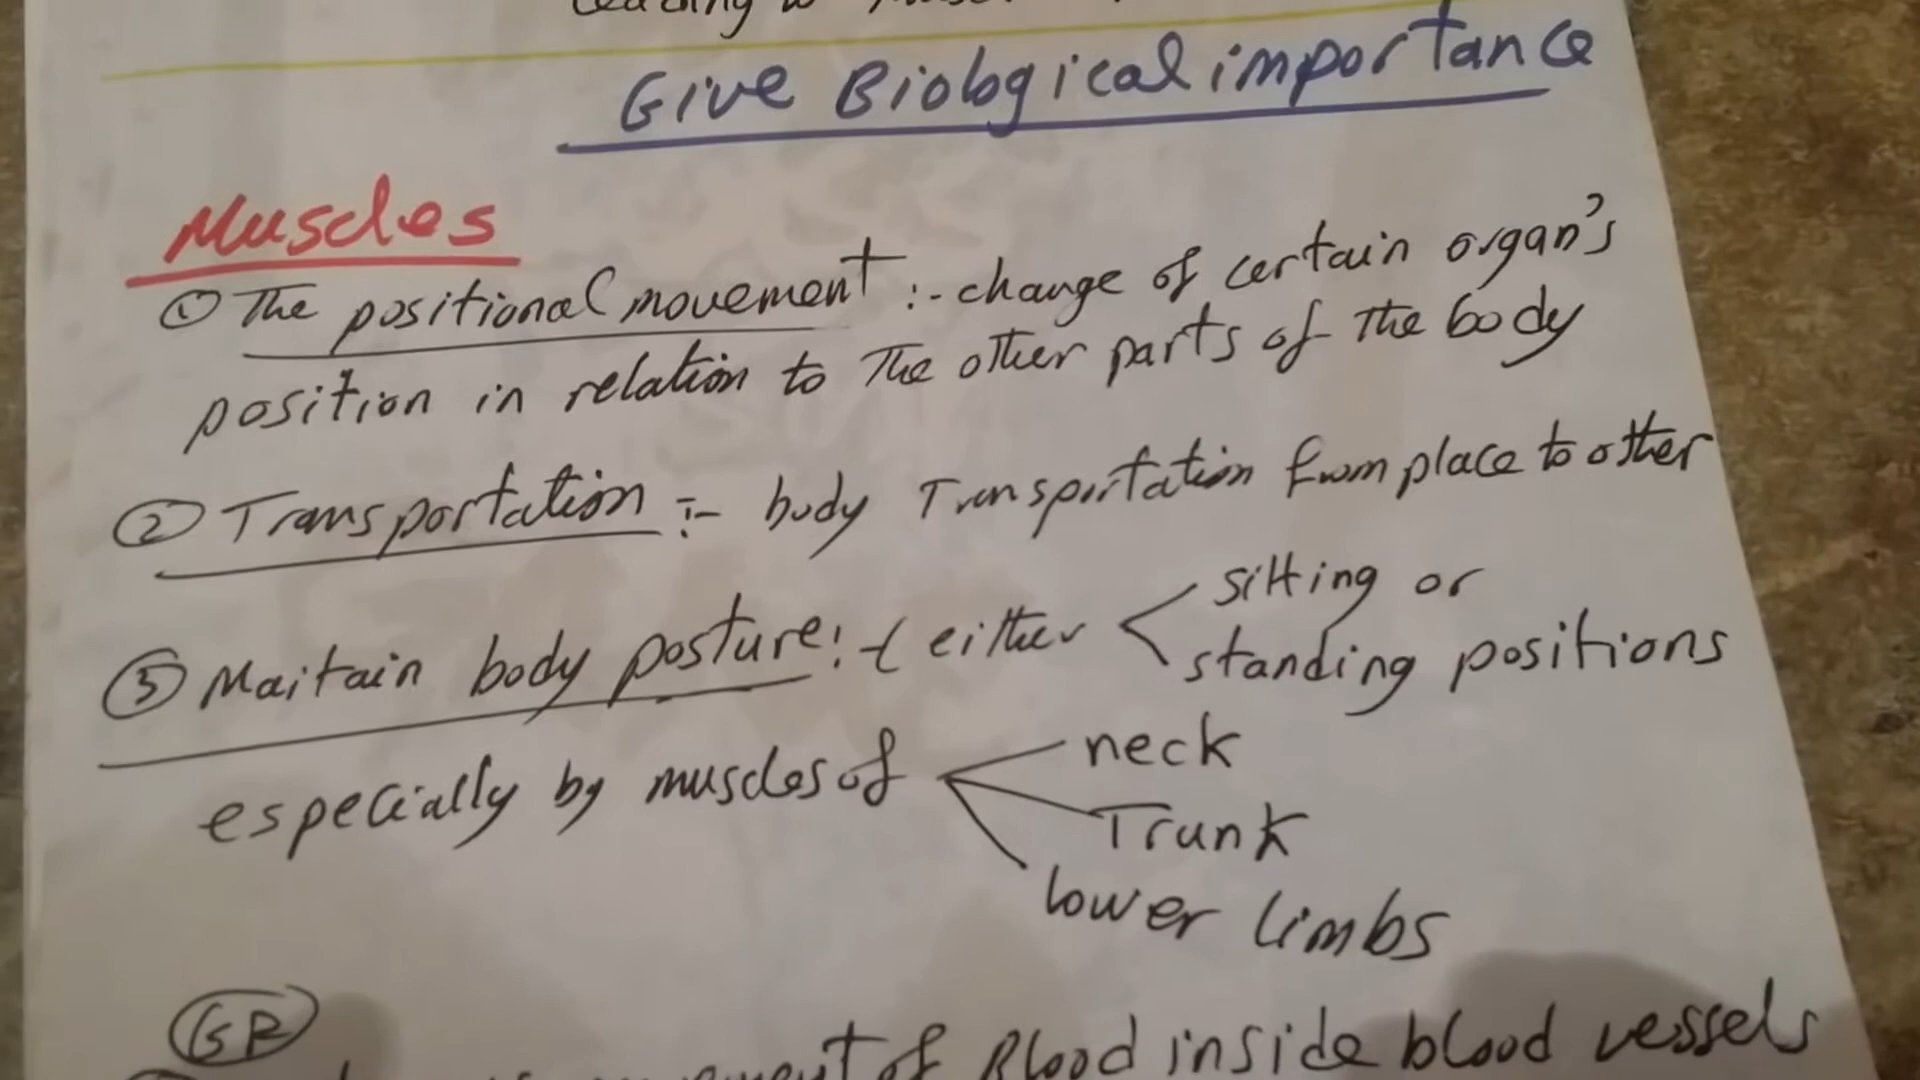 Give Biological importance
Muscles
① The positional movement :- change of certain organ's
position in relation to The other parts of The body
② Transportation :- body Transportation from place to other
③ Maitain body posture :- ( either < sitting or
standing positions
especially by muscles of neck
Trunk
lower limbs
GR
of Blood inside blood vessels